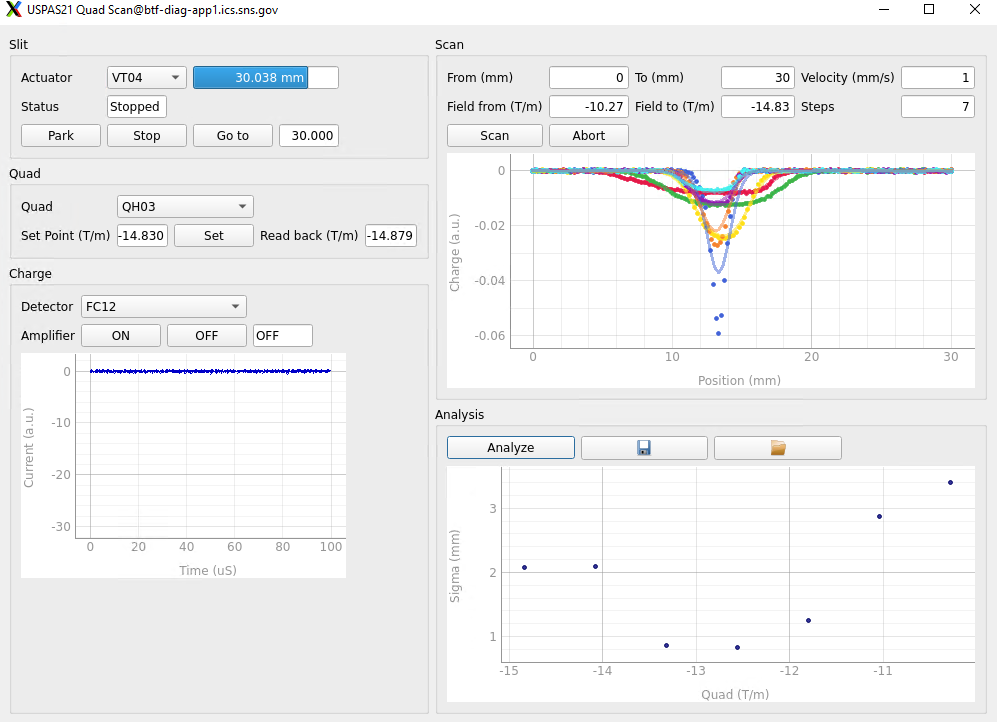 USPAS21 Quad Scan@btf-diag-app1.ics.sns.gov
Slit
Actuator VT04 30.038 mm
Status Stopped
Park Stop Go to 30.000
Quad
Quad QH03
Set Point (T/m) -14.830 Set Read back (T/m) -14.879
Charge
Detector FC12
Amplifier ON OFF OFF
0
-10
-20
-30
Current (a.u.)
0 20 40 60 80 100
Time (uS)
Scan
From (mm) 0 To (mm) 30 Velocity (mm/s) 1
Field from (T/m) -10.27 Field to (T/m) -14.83 Steps 7
Scan Abort
0
-0.02
-0.04
-0.06
Charge (a.u.)
0 10 20 30
Position (mm)
Analysis
Analyze
3
2
1
Sigma (mm)
-15 -14 -13 -12 -11
Quad (T/m)